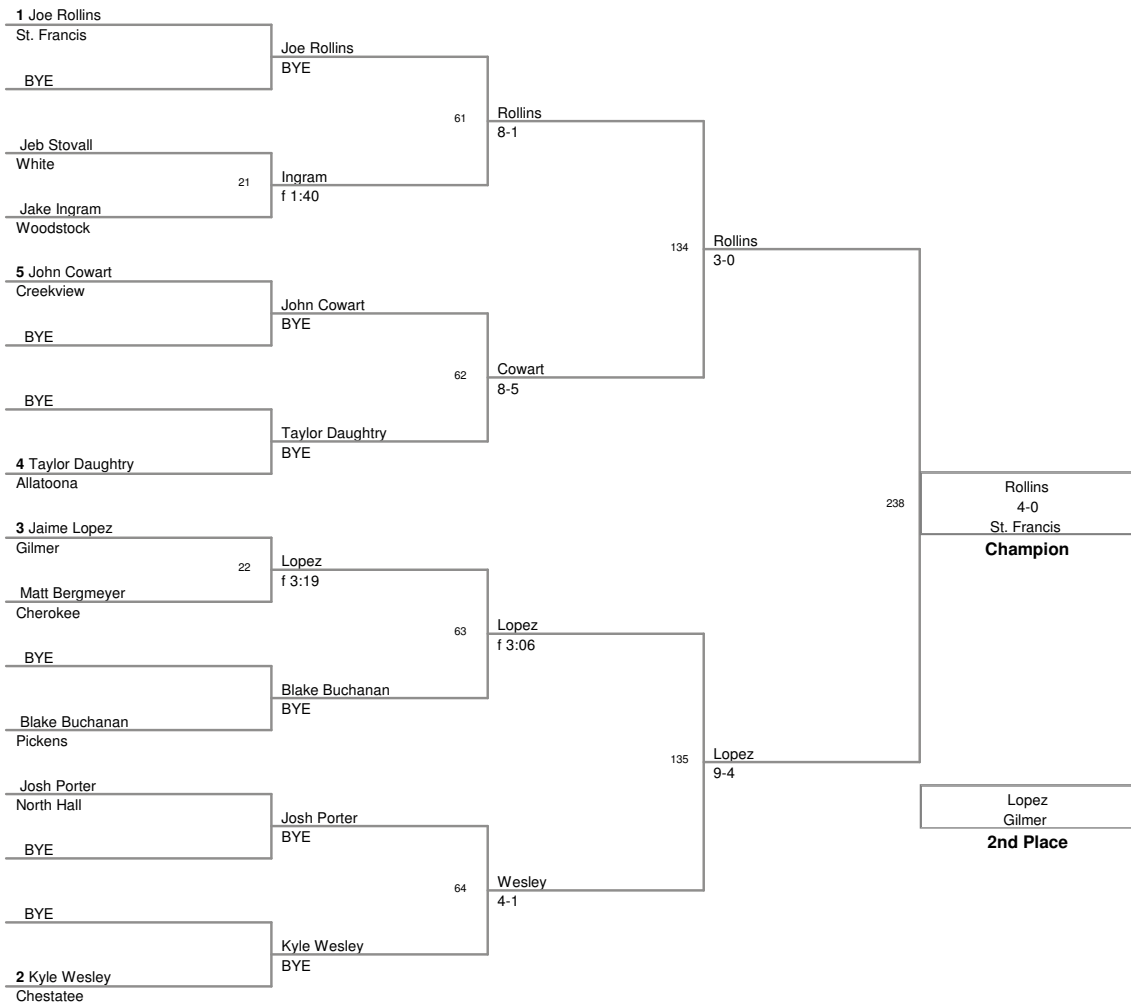 1 Joe Rollins
St. Francis
BYE
Jeb Stovall
White
21
Jake Ingram
Woodstock
5 John Cowart
Creekview
BYE
BYE
4 Taylor Daughtry
Allatoona
3 Jaime Lopez
Gilmer
22
Matt Bergmeyer
Cherokee
BYE
Blake Buchanan
Pickens
Josh Porter
North Hall
BYE
BYE
2 Kyle Wesley
Chestatee
Joe Rollins
BYE
61
Ingram
f 1:40
John Cowart
BYE
62
Taylor Daughtry
BYE
Lopez
f 3:19
63
Blake Buchanan
BYE
Josh Porter
BYE
64
Kyle Wesley
BYE
Rollins
8-1
134
Cowart
8-5
Lopez
f 3:06
135
Wesley
4-1
Rollins
3-0
238
Lopez
9-4
Rollins
4-0
St. Francis
Champion
Lopez
Gilmer
2nd Place